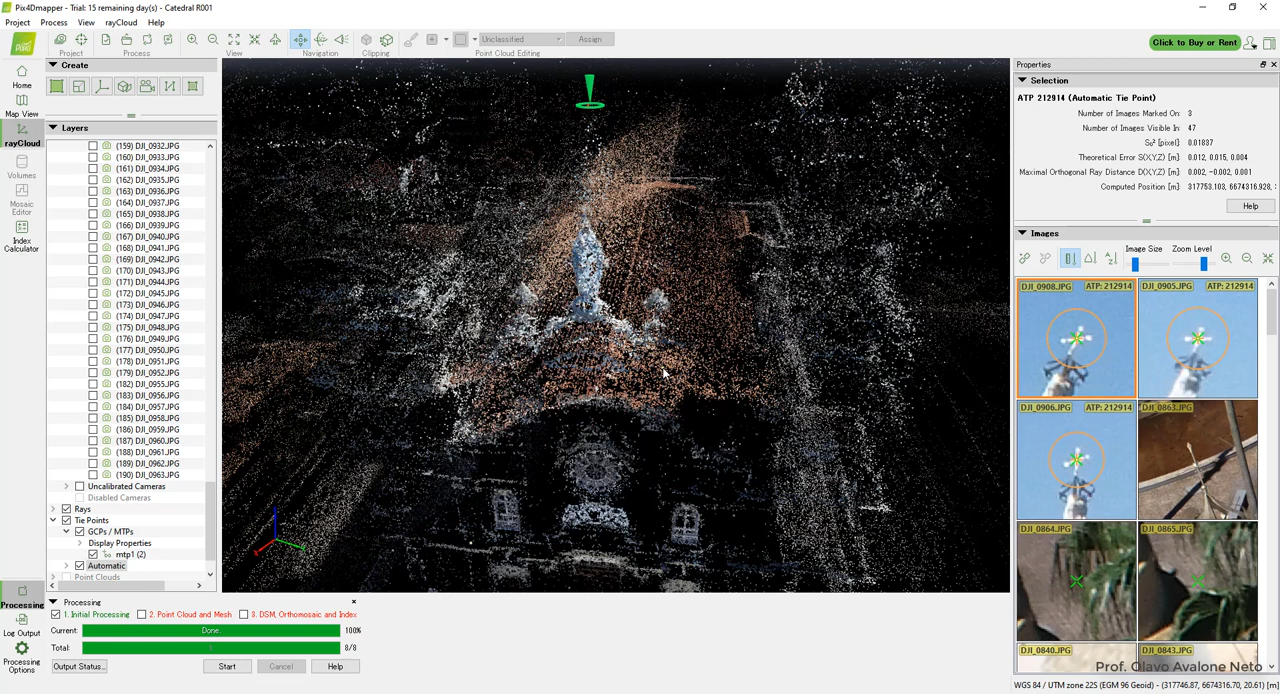 Pix4Dmapper - Trial: 15 remaining day(s) - Catedral R001
Project Process View rayCloud Help
Unclassified Assign
Click to Buy or Rent
Project Process View Navigation Clipping Point Cloud Editing
Home
Map View
rayCloud
Volumes
Mosaic
Editor
Index
Calculator
Create
Layers
(159) DJI_0932.JPG
(160) DJI_0933.JPG
(161) DJI_0934.JPG
(162) DJI_0935.JPG
(163) DJI_0936.JPG
(164) DJI_0937.JPG
(165) DJI_0938.JPG
(166) DJI_0939.JPG
(167) DJI_0940.JPG
(168) DJI_0941.JPG
(169) DJI_0942.JPG
(170) DJI_0943.JPG
(171) DJI_0944.JPG
(172) DJI_0945.JPG
(173) DJI_0946.JPG
(174) DJI_0947.JPG
(175) DJI_0948.JPG
(176) DJI_0949.JPG
(177) DJI_0950.JPG
(178) DJI_0951.JPG
(179) DJI_0952.JPG
(182) DJI_0955.JPG
(183) DJI_0956.JPG
(184) DJI_0957.JPG
(185) DJI_0958.JPG
(186) DJI_0959.JPG
(187) DJI_0960.JPG
(188) DJI_0961.JPG
(189) DJI_0962.JPG
(190) DJI_0963.JPG
Uncalibrated Cameras
Disabled Cameras
Rays
Tie Points
GCPs / MTPs
Display Properties
mtp1 (2)
Automatic
Point Clouds
Processing
Log Output
Processing
Options
Processing
1. Initial Processing 2. Point Cloud and Mesh 3. DSM, Orthomosaic and Index
Current: Done. 100%
Total: 8/8
Output Status... Start Cancel Help
Properties
Selection
ATP 212914 (Automatic Tie Point)
Number of Images Marked On: 3
Number of Images Visible In: 47
S₀² [pixel]: 0.01837
Theoretical Error S(X,Y,Z) [m]: 0.012, 0.015, 0.004
Maximal Orthogonal Ray Distance D(X,Y,Z) [m]: 0.002, -0.002, 0.001
Computed Position [m]: 317753.103, 6674316.928, :
Help
Images
Image Size Zoom Level
DJI_0908.JPG ATP: 212914
DJI_0905.JPG ATP: 212914
DJI_0906.JPG ATP: 212914
DJI_0863.JPG
DJI_0864.JPG
DJI_0865.JPG
DJI_0840.JPG
DJI_0843.JPG
Prof. Olavo Avalone Neto
WGS 84 / UTM zone 22S (EGM 96 Geoid) - (317746.87, 6674316.70, 20.61) [m]